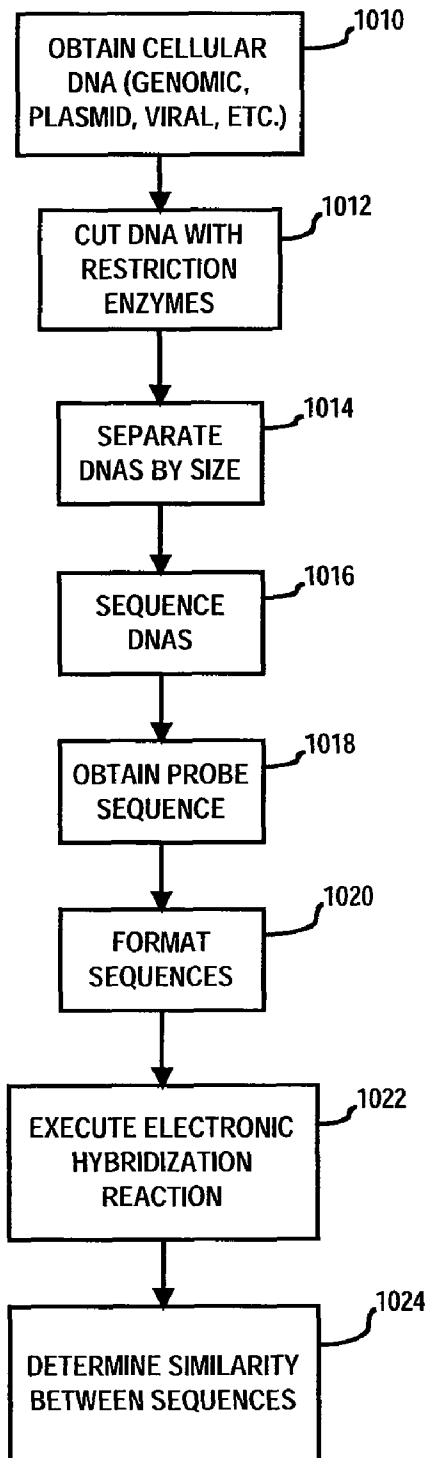 1010
OBTAIN CELLULAR
DNA (GENOMIC,
PLASMID, VIRAL, ETC.)
1012
CUT DNA WITH
RESTRICTION
ENZYMES
1014
SEPARATE
DNAS BY SIZE
1016
SEQUENCE
DNAS
1018
OBTAIN PROBE
SEQUENCE
1020
FORMAT
SEQUENCES
1022
EXECUTE ELECTRONIC
HYBRIDIZATION
REACTION
1024
DETERMINE SIMILARITY
BETWEEN SEQUENCES